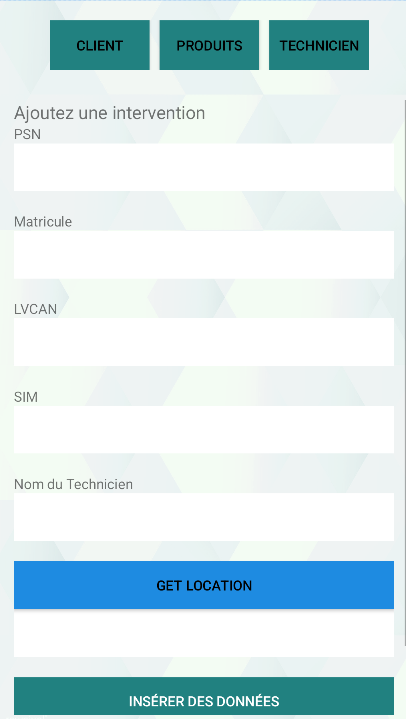 CLIENT
PRODUITS
TECHNICIEN
Ajoutez une intervention
PSN
Matricule
LVCAN
SIM
Nom du Technicien
GET LOCATION
INSÉRER DES DONNÉES